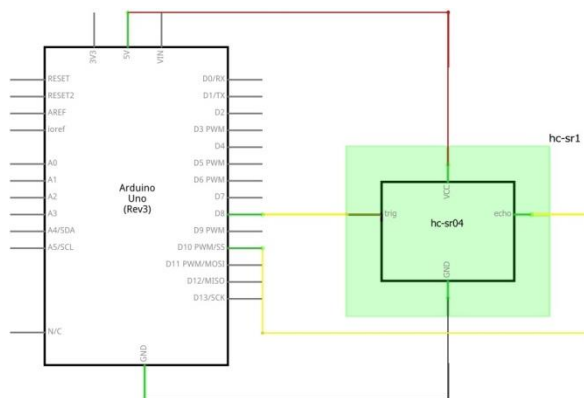 3V3
5V
VIN
RESET
RESET2
AREF
ioref
A0
A1
A2
A3
A4/SDA
A5/SCL
N/C
Arduino
Uno
(Rev3)
D0/RX
D1/TX
D2
D3 PWM
D4
D5 PWM
D6 PWM
D7
D8
D9 PWM
D10 PWM/SS
D11 PWM/MOSI
D12/MISO
D13/SCK
GND
hc-sr1
VCC
trig
hc-sr04
echo
GND